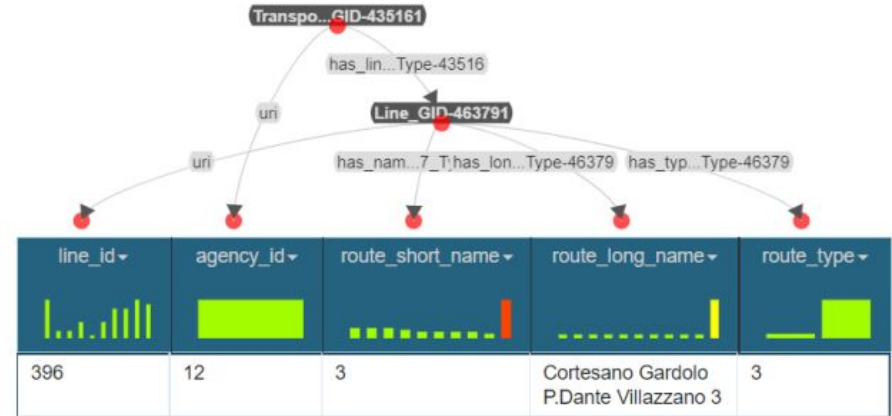 Transpo...GID-435161
has_lin...Type-43516
uri
Line_GID-463791
uri
has_nam...7_Ty
has_lon...Type-46379
has_typ...Type-46379
line_id
agency_id
route_short_name
route_long_name
route_type
396
12
3
Cortesano Gardolo
P.Dante Villazzano 3
3